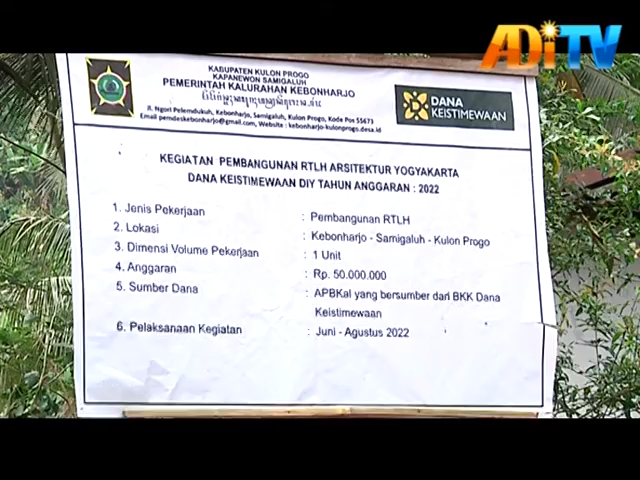 ADiTV
KABUPATEN KULON PROGO
KAPANEWON SAMIGALUH
PEMERINTAH KALURAHAN KEBONHARJO
Jl. Ngori Pelemdukuh, Kebonharjo, Samigaluh, Kulon Progo, Kode Pos 55673
Email pemdeskebonharjo@gmail.com, Website : kebonharjo-kulonprogo.desa.id
DANA
KEISTIMEWAAN
KEGIATAN PEMBANGUNAN RTLH ARSITEKTUR YOGYAKARTA
DANA KEISTIMEWAAN DIY TAHUN ANGGARAN : 2022
1. Jenis Pekerjaan : Pembangunan RTLH
2. Lokasi : Kebonharjo - Samigaluh - Kulon Progo
3. Dimensi Volume Pekerjaan : 1 Unit
4. Anggaran : Rp. 50.000.000
5. Sumber Dana : APBKal yang bersumber dari BKK Dana
Keistimewaan
6. Pelaksanaan Kegiatan : Juni - Agustus 2022